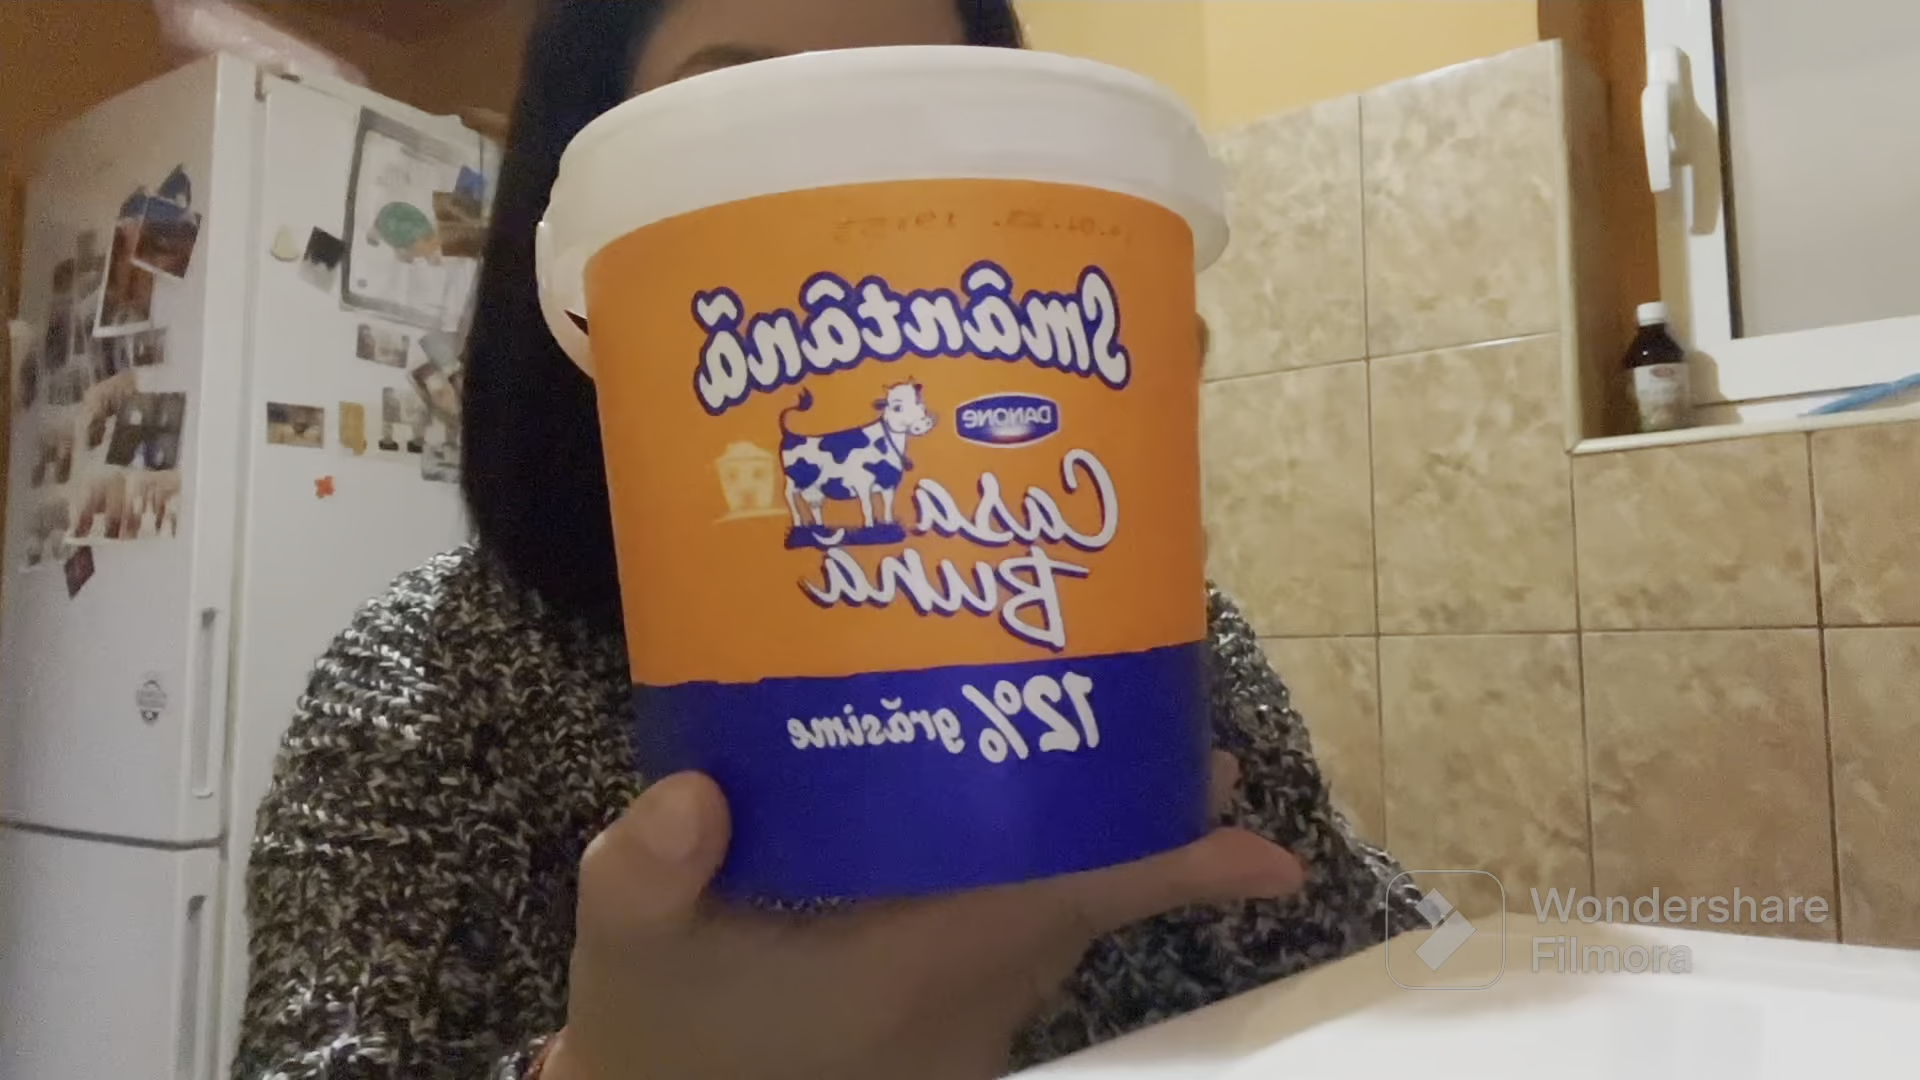 Smântână
DANONE
Casa
Bună
12% grăsime
Wondershare
Filmora